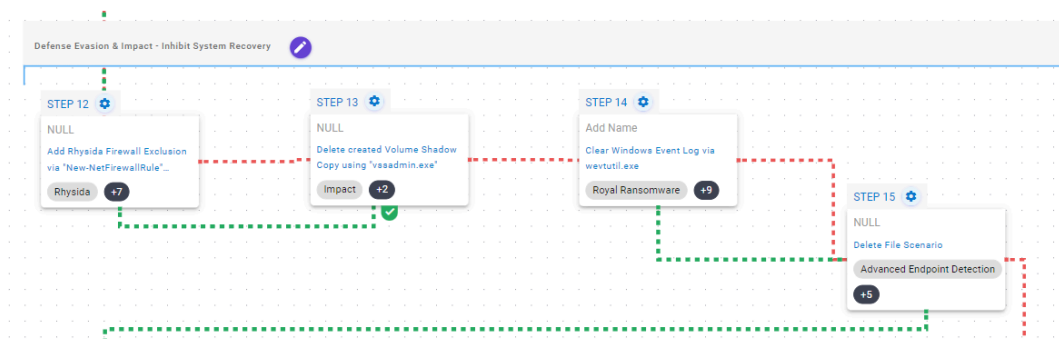 Defense Evasion & Impact - Inhibit System Recovery
STEP 12
NULL
Add Rhysida Firewall Exclusion
via "New-NetFirewallRule"...
Rhysida +7
STEP 13
NULL
Delete created Volume Shadow
Copy using "vssadmin.exe"
Impact +2
STEP 14
Add Name
Clear Windows Event Log via
wevtutil.exe
Royal Ransomware +9
STEP 15
NULL
Delete File Scenario
Advanced Endpoint Detection
+5